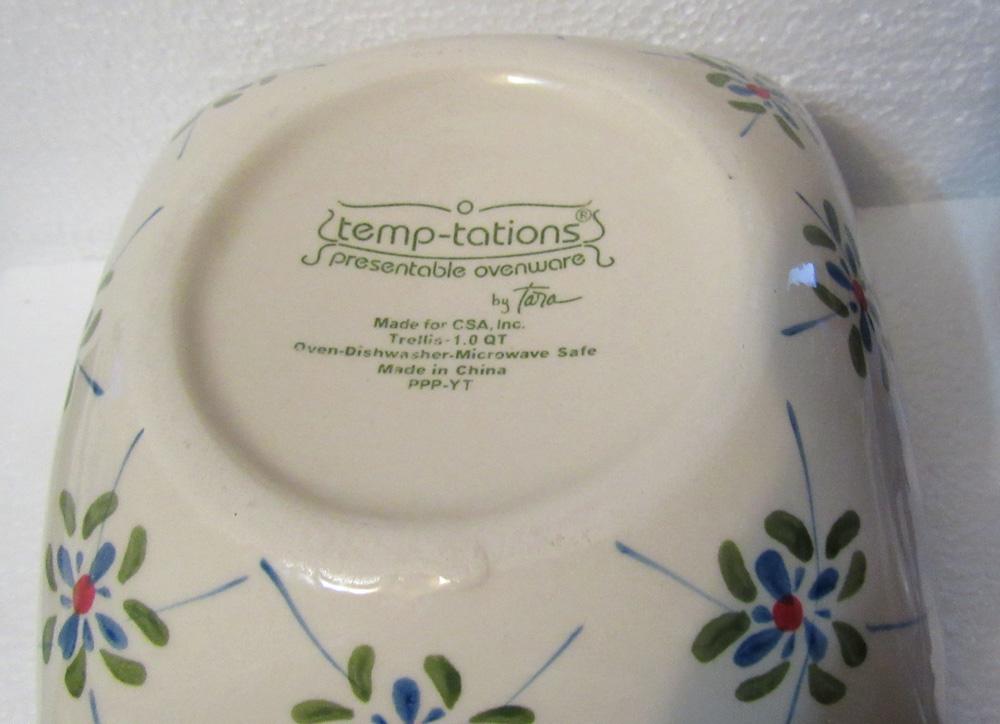 temp-tations®
presentable ovenware
by Tara
Made for CSA, Inc.
Trellis-1.0 QT
Oven-Dishwasher-Microwave Safe
Made in China
PPP-YT